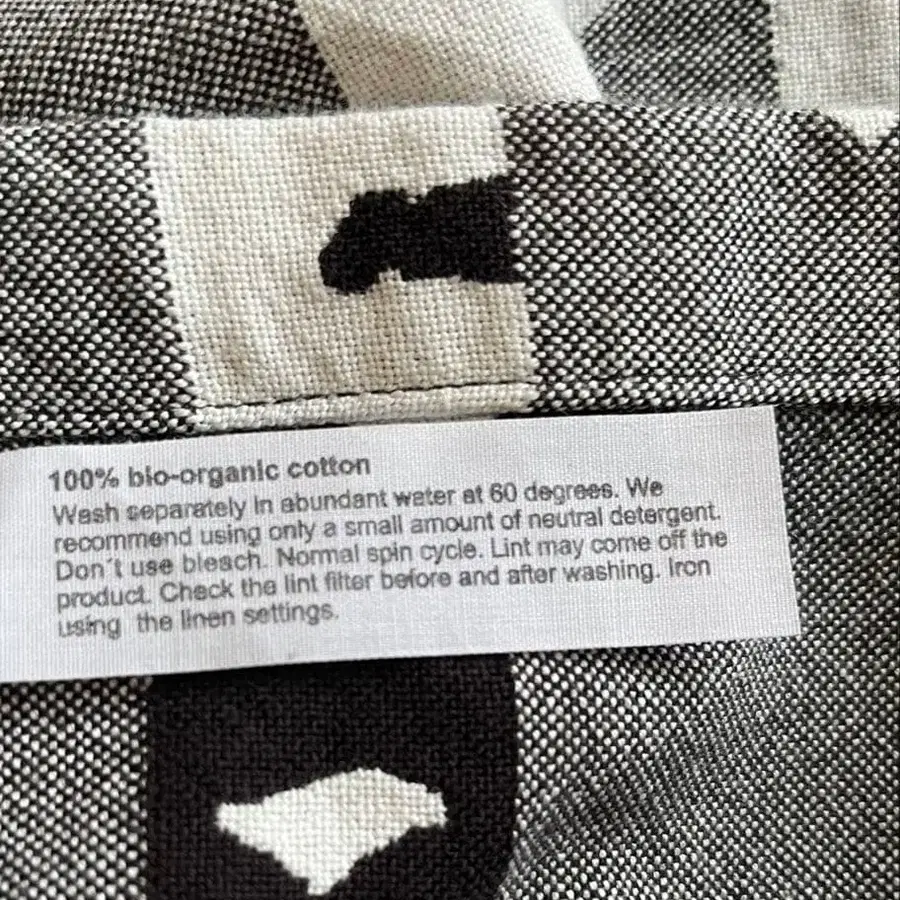 100% bio-organic cotton
Wash separately in abundant water at 60 degrees. We
recommend using only a small amount of neutral detergent.
Don´t use bleach. Normal spin cycle. Lint may come off the
product. Check the lint filter before and after washing. Iron
using  the linen settings.